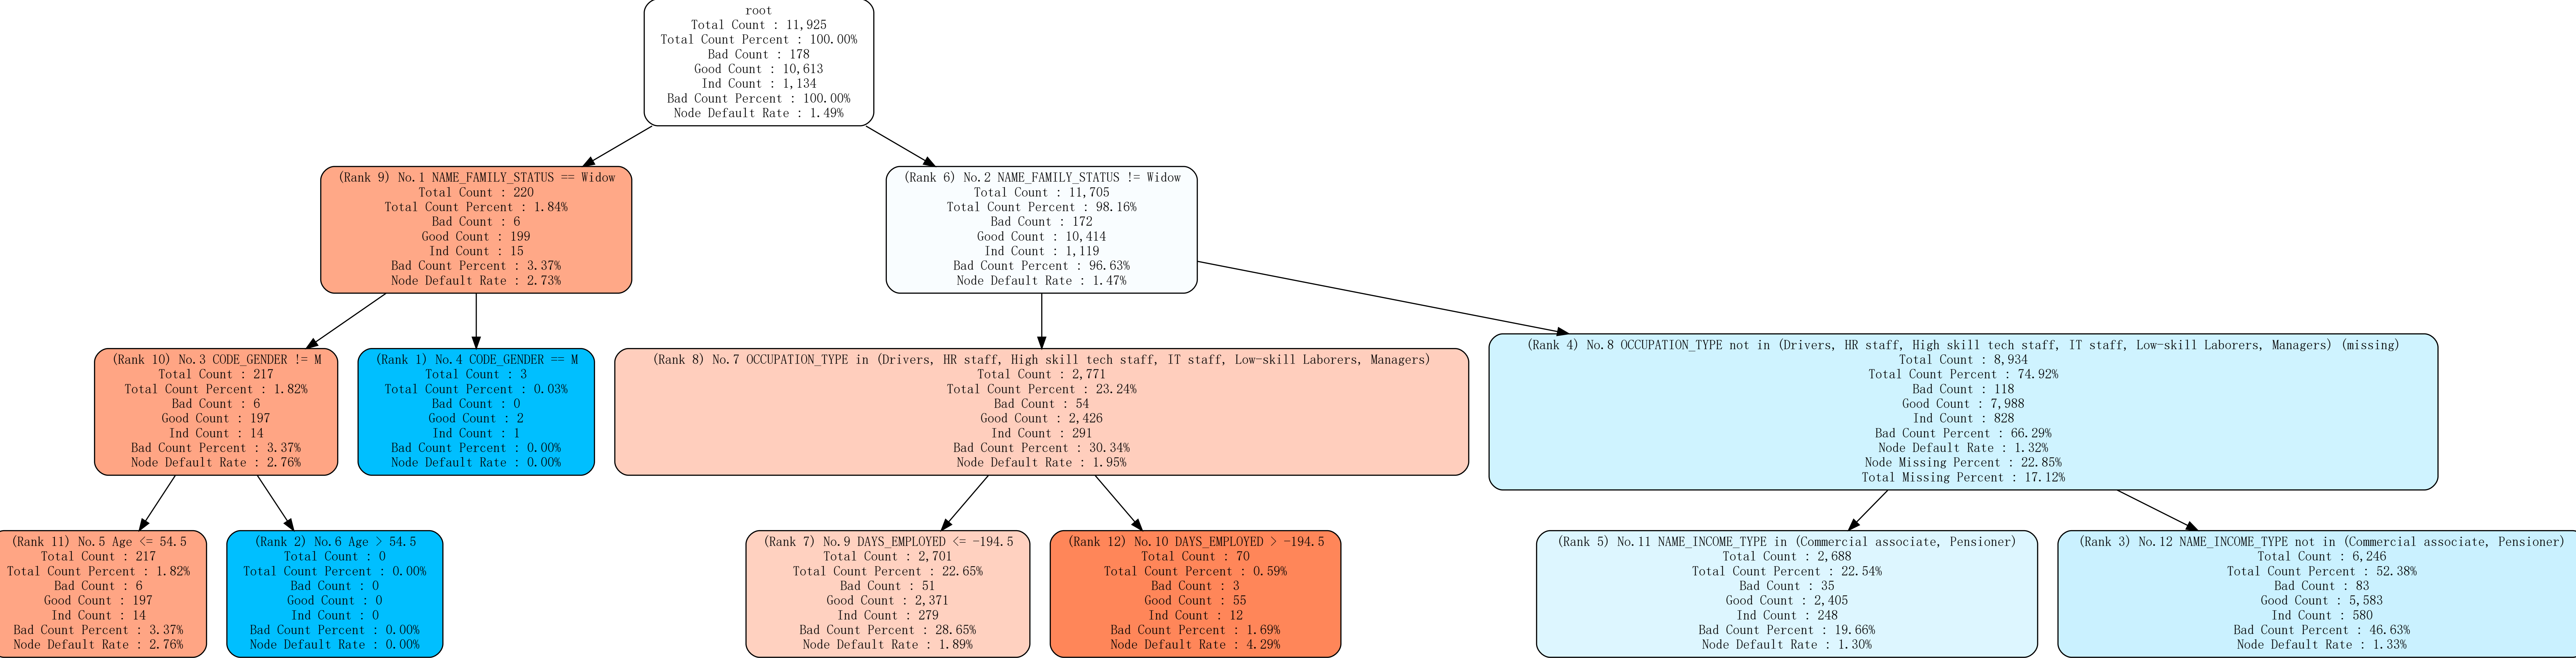 root
Total Count : 11,925
Total Count Percent : 100.00%
Bad Count : 178
Good Count : 10,613
Ind Count : 1,134
Bad Count Percent : 100.00%
Node Default Rate : 1.49%
(Rank 9) No.1 NAME_FAMILY_STATUS == Widow
Total Count : 220
Total Count Percent : 1.84%
Bad Count : 6
Good Count : 199
Ind Count : 15
Bad Count Percent : 3.37%
Node Default Rate : 2.73%
(Rank 6) No.2 NAME_FAMILY_STATUS != Widow
Total Count : 11,705
Total Count Percent : 98.16%
Bad Count : 172
Good Count : 10,414
Ind Count : 1,119
Bad Count Percent : 96.63%
Node Default Rate : 1.47%
(Rank 10) No.3 CODE_GENDER != M
Total Count : 217
Total Count Percent : 1.82%
Bad Count : 6
Good Count : 197
Ind Count : 14
Bad Count Percent : 3.37%
Node Default Rate : 2.76%
(Rank 1) No.4 CODE_GENDER == M
Total Count : 3
Total Count Percent : 0.03%
Bad Count : 0
Good Count : 2
Ind Count : 1
Bad Count Percent : 0.00%
Node Default Rate : 0.00%
(Rank 8) No.7 OCCUPATION_TYPE in (Drivers, HR staff, High skill tech staff, IT staff, Low-skill Laborers, Managers)
Total Count : 2,771
Total Count Percent : 23.24%
Bad Count : 54
Good Count : 2,426
Ind Count : 291
Bad Count Percent : 30.34%
Node Default Rate : 1.95%
(Rank 4) No.8 OCCUPATION_TYPE not in (Drivers, HR staff, High skill tech staff, IT staff, Low-skill Laborers, Managers) (missing)
Total Count : 8,934
Total Count Percent : 74.92%
Bad Count : 118
Good Count : 7,988
Ind Count : 828
Bad Count Percent : 66.29%
Node Default Rate : 1.32%
Node Missing Percent : 22.85%
Total Missing Percent : 17.12%
(Rank 11) No.5 Age <= 54.5
Total Count : 217
Total Count Percent : 1.82%
Bad Count : 6
Good Count : 197
Ind Count : 14
Bad Count Percent : 3.37%
Node Default Rate : 2.76%
(Rank 2) No.6 Age > 54.5
Total Count : 0
Total Count Percent : 0.00%
Bad Count : 0
Good Count : 0
Ind Count : 0
Bad Count Percent : 0.00%
Node Default Rate : 0.00%
(Rank 7) No.9 DAYS_EMPLOYED <= -194.5
Total Count : 2,701
Total Count Percent : 22.65%
Bad Count : 51
Good Count : 2,371
Ind Count : 279
Bad Count Percent : 28.65%
Node Default Rate : 1.89%
(Rank 12) No.10 DAYS_EMPLOYED > -194.5
Total Count : 70
Total Count Percent : 0.59%
Bad Count : 3
Good Count : 55
Ind Count : 12
Bad Count Percent : 1.69%
Node Default Rate : 4.29%
(Rank 5) No.11 NAME_INCOME_TYPE in (Commercial associate, Pensioner)
Total Count : 2,688
Total Count Percent : 22.54%
Bad Count : 35
Good Count : 2,405
Ind Count : 248
Bad Count Percent : 19.66%
Node Default Rate : 1.30%
(Rank 3) No.12 NAME_INCOME_TYPE not in (Commercial associate, Pensioner)
Total Count : 6,246
Total Count Percent : 52.38%
Bad Count : 83
Good Count : 5,583
Ind Count : 580
Bad Count Percent : 46.63%
Node Default Rate : 1.33%